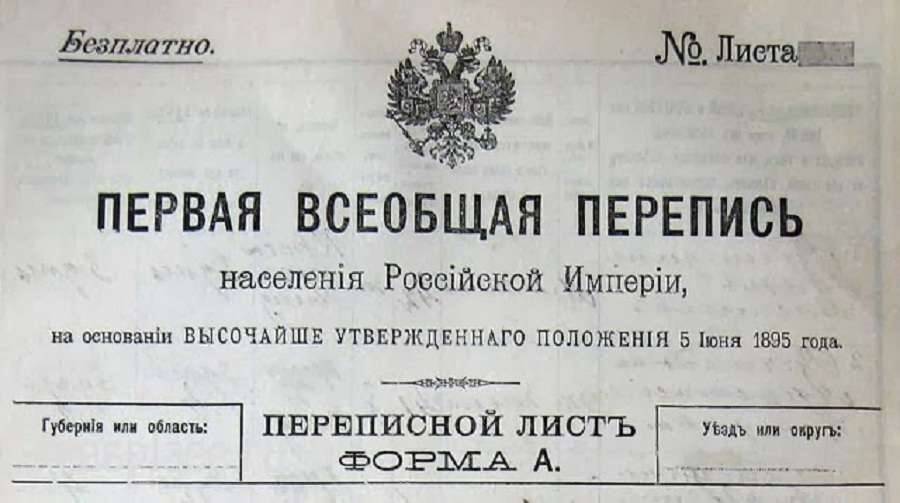 Безплатно.
№. Листа
ПЕРВАЯ ВСЕОБЩАЯ ПЕРЕПИСЬ
населенія Россійской Имперіи,
на основаніи ВЫСОЧАЙШЕ УТВЕРЖДЕННАГО ПОЛОЖЕНІЯ 5 Іюня 1895 года.
Губернія или область:
ПЕРЕПИСНОЙ ЛИСТЪ
ФОРМА А.
Уѣздъ или округъ: